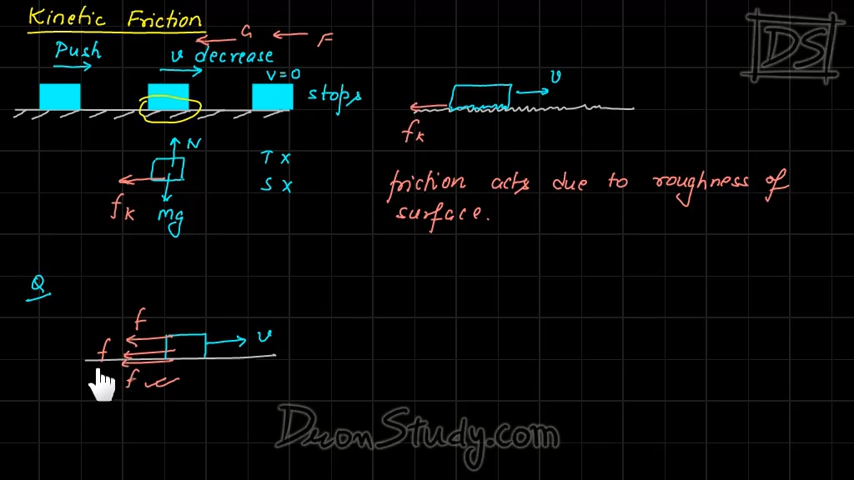 Kinetic Friction
a
F
Push
v decrease
v=0
stops
N
T x
S x
fK
mg
v
fK
friction acts due to roughness of
surface.
Q
f
f
f
v
DS
DronStudy.com